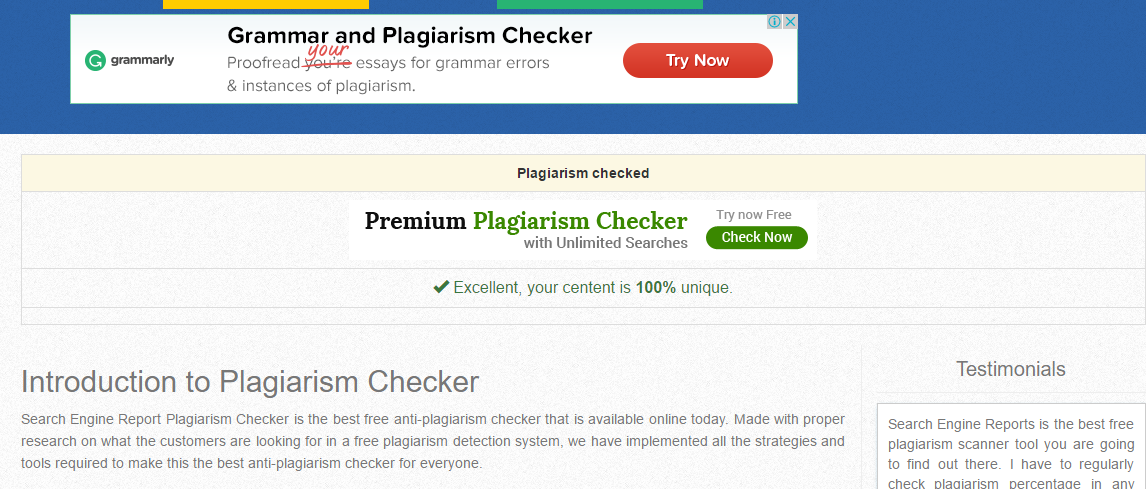 grammarly
Grammar and Plagiarism Checker
your
Proofread you're essays for grammar errors
& instances of plagiarism.
Try Now
Plagiarism checked
Premium Plagiarism Checker
with Unlimited Searches
Try now Free
Check Now
Excellent, your centent is 100% unique.
Introduction to Plagiarism Checker
Search Engine Report Plagiarism Checker is the best free anti-plagiarism checker that is available online today. Made with proper
research on what the customers are looking for in a free plagiarism detection system, we have implemented all the strategies and
tools required to make this the best anti-plagiarism checker for everyone.
Testimonials
Search Engine Reports is the best free
plagiarism scanner tool you are going
to find out there. I have to regularly
check plagiarism percentage in any